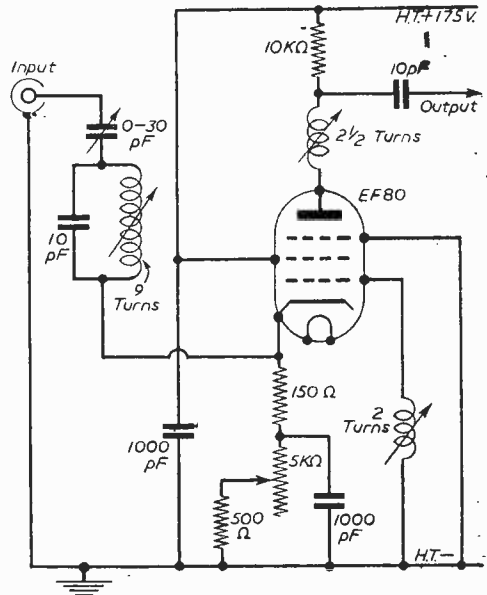 H.T.+175V.
10KΩ
Input
10pF
Output
0-30
pF
2½ Turns
EF80
10
pF
9
Turns
150Ω
2
Turns
1000
pF
5KΩ
500
Ω
1000
pF
H.T.-